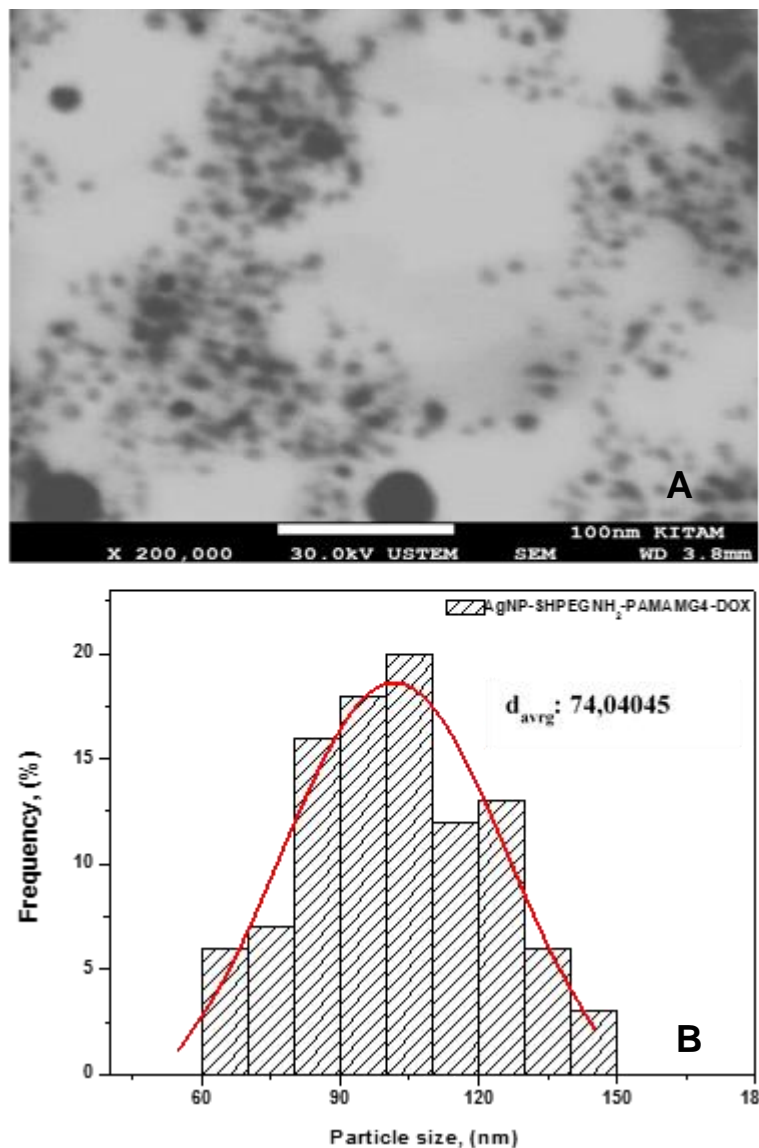 A
100nm KITAM
X 200,000 30.0kV USTEM SEM WD 3.8mm
AgNP-SHPEGNH₂-PAMAMG4-DOX
d_avrg: 74,04045
Frequency, (%)
20
15
10
5
0
B
60 90 120 150 18
Particle size, (nm)